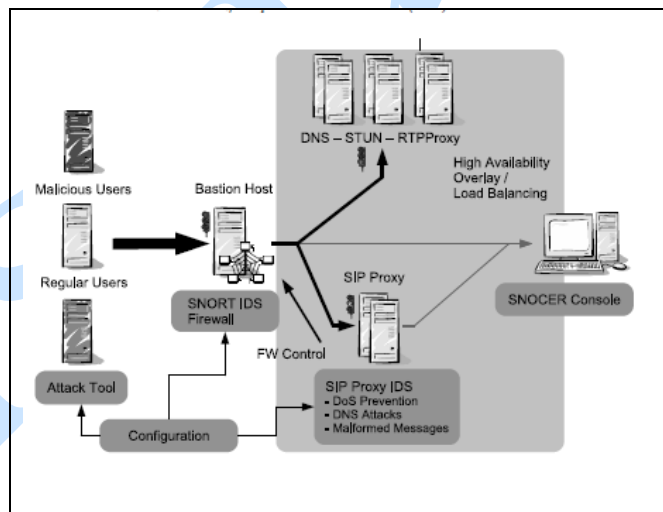 DNS – STUN – RTPProxy
Malicious Users
Bastion Host
High Availability
Overlay /
Load Balancing
Regular Users
SIP Proxy
SNORT IDS
Firewall
SNOCER Console
FW Control
Attack Tool
SIP Proxy IDS
- DoS Prevention
- DNS Attacks
- Malformed Messages
Configuration